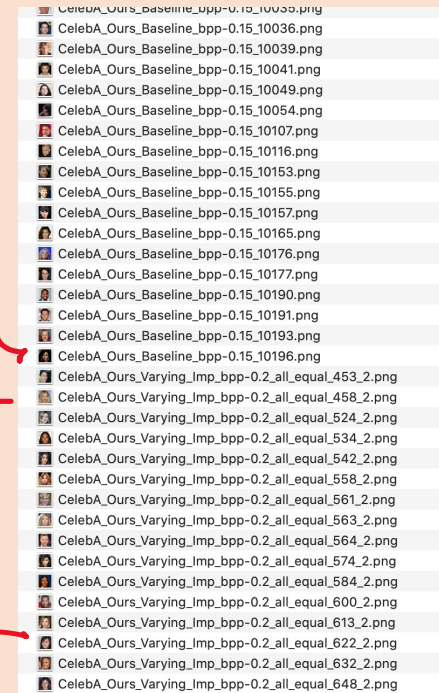 CelebA_Ours_Baseline_bpp-0.15_10035.png
CelebA_Ours_Baseline_bpp-0.15_10036.png
CelebA_Ours_Baseline_bpp-0.15_10039.png
CelebA_Ours_Baseline_bpp-0.15_10041.png
CelebA_Ours_Baseline_bpp-0.15_10049.png
CelebA_Ours_Baseline_bpp-0.15_10054.png
CelebA_Ours_Baseline_bpp-0.15_10107.png
CelebA_Ours_Baseline_bpp-0.15_10116.png
CelebA_Ours_Baseline_bpp-0.15_10153.png
CelebA_Ours_Baseline_bpp-0.15_10155.png
CelebA_Ours_Baseline_bpp-0.15_10157.png
CelebA_Ours_Baseline_bpp-0.15_10165.png
CelebA_Ours_Baseline_bpp-0.15_10176.png
CelebA_Ours_Baseline_bpp-0.15_10177.png
CelebA_Ours_Baseline_bpp-0.15_10190.png
CelebA_Ours_Baseline_bpp-0.15_10191.png
CelebA_Ours_Baseline_bpp-0.15_10193.png
CelebA_Ours_Baseline_bpp-0.15_10196.png
CelebA_Ours_Varying_Imp_bpp-0.2_all_equal_453_2.png
CelebA_Ours_Varying_Imp_bpp-0.2_all_equal_458_2.png
CelebA_Ours_Varying_Imp_bpp-0.2_all_equal_524_2.png
CelebA_Ours_Varying_Imp_bpp-0.2_all_equal_534_2.png
CelebA_Ours_Varying_Imp_bpp-0.2_all_equal_542_2.png
CelebA_Ours_Varying_Imp_bpp-0.2_all_equal_558_2.png
CelebA_Ours_Varying_Imp_bpp-0.2_all_equal_561_2.png
CelebA_Ours_Varying_Imp_bpp-0.2_all_equal_563_2.png
CelebA_Ours_Varying_Imp_bpp-0.2_all_equal_564_2.png
CelebA_Ours_Varying_Imp_bpp-0.2_all_equal_574_2.png
CelebA_Ours_Varying_Imp_bpp-0.2_all_equal_584_2.png
CelebA_Ours_Varying_Imp_bpp-0.2_all_equal_600_2.png
CelebA_Ours_Varying_Imp_bpp-0.2_all_equal_613_2.png
CelebA_Ours_Varying_Imp_bpp-0.2_all_equal_622_2.png
CelebA_Ours_Varying_Imp_bpp-0.2_all_equal_632_2.png
CelebA_Ours_Varying_Imp_bpp-0.2_all_equal_648_2.png